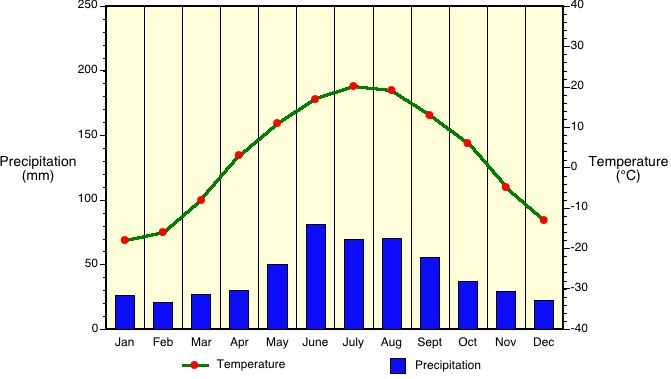 250
200
150
100
50
0
Precipitation
(mm)
40
30
20
10
0
-10
-20
-30
-40
Temperature
(°C)
Jan Feb Mar Apr May June July Aug Sept Oct Nov Dec
Temperature Precipitation